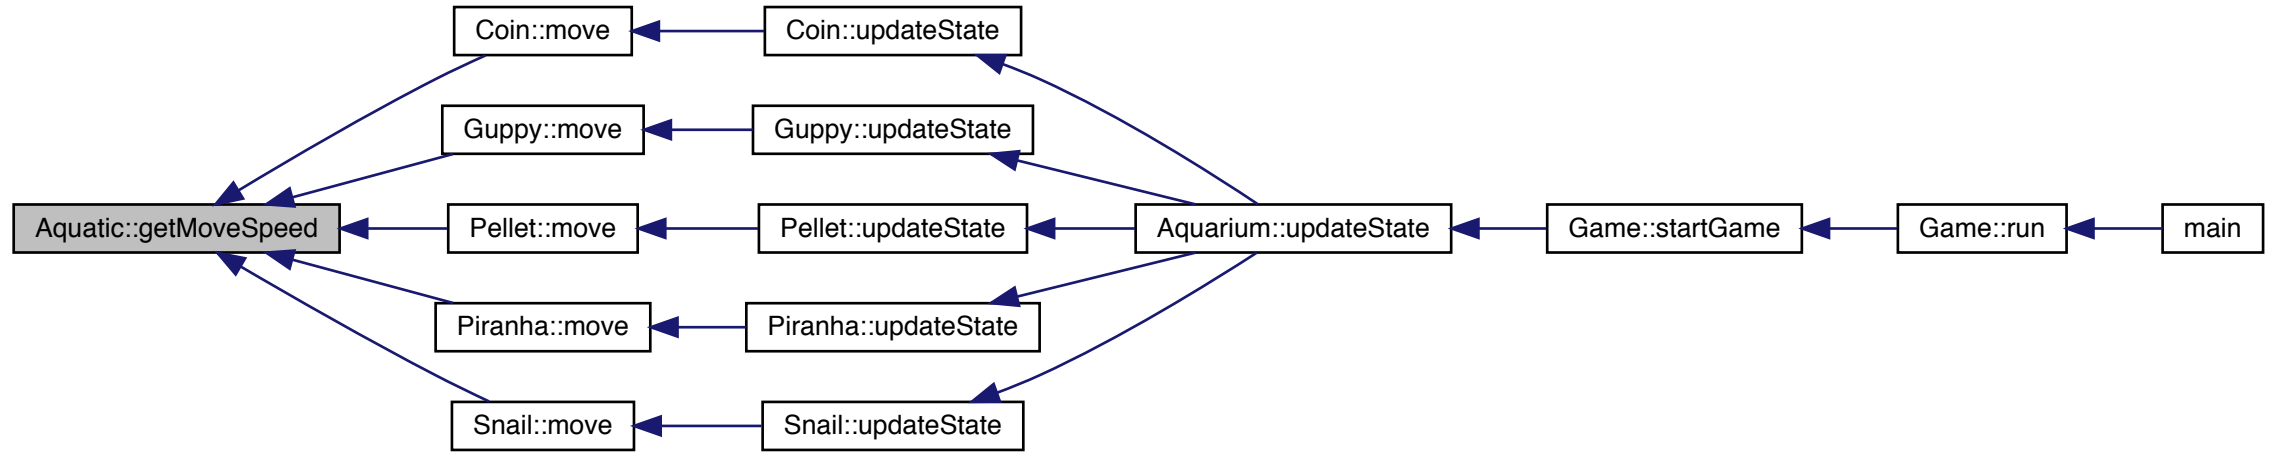 Coin::move
Coin::updateState
Guppy::move
Guppy::updateState
Aquatic::getMoveSpeed
Pellet::move
Pellet::updateState
Aquarium::updateState
Game::startGame
Game::run
main
Piranha::move
Piranha::updateState
Snail::move
Snail::updateState